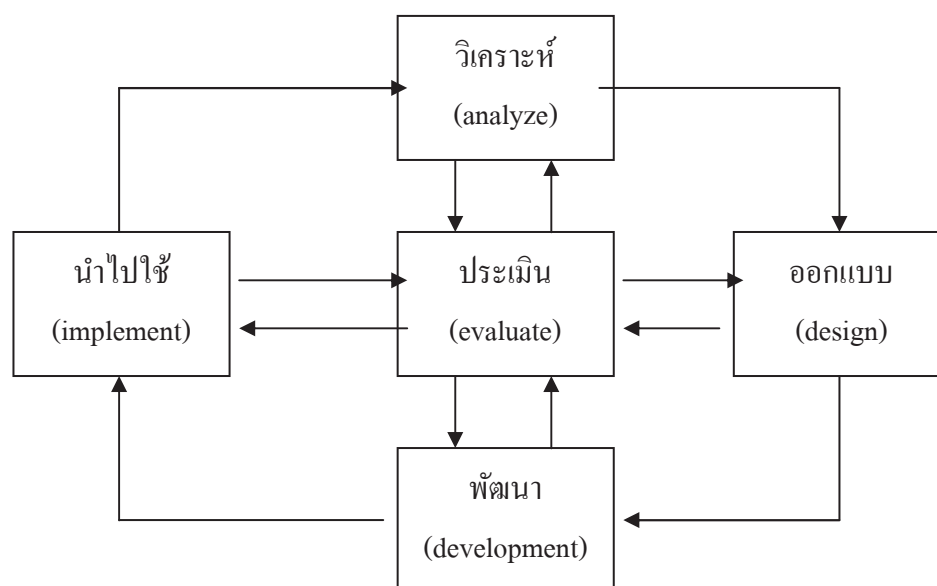 วิเคราะห์
(analyze)
นำไปใช้
(implement)
ประเมิน
(evaluate)
ออกแบบ
(design)
พัฒนา
(development)